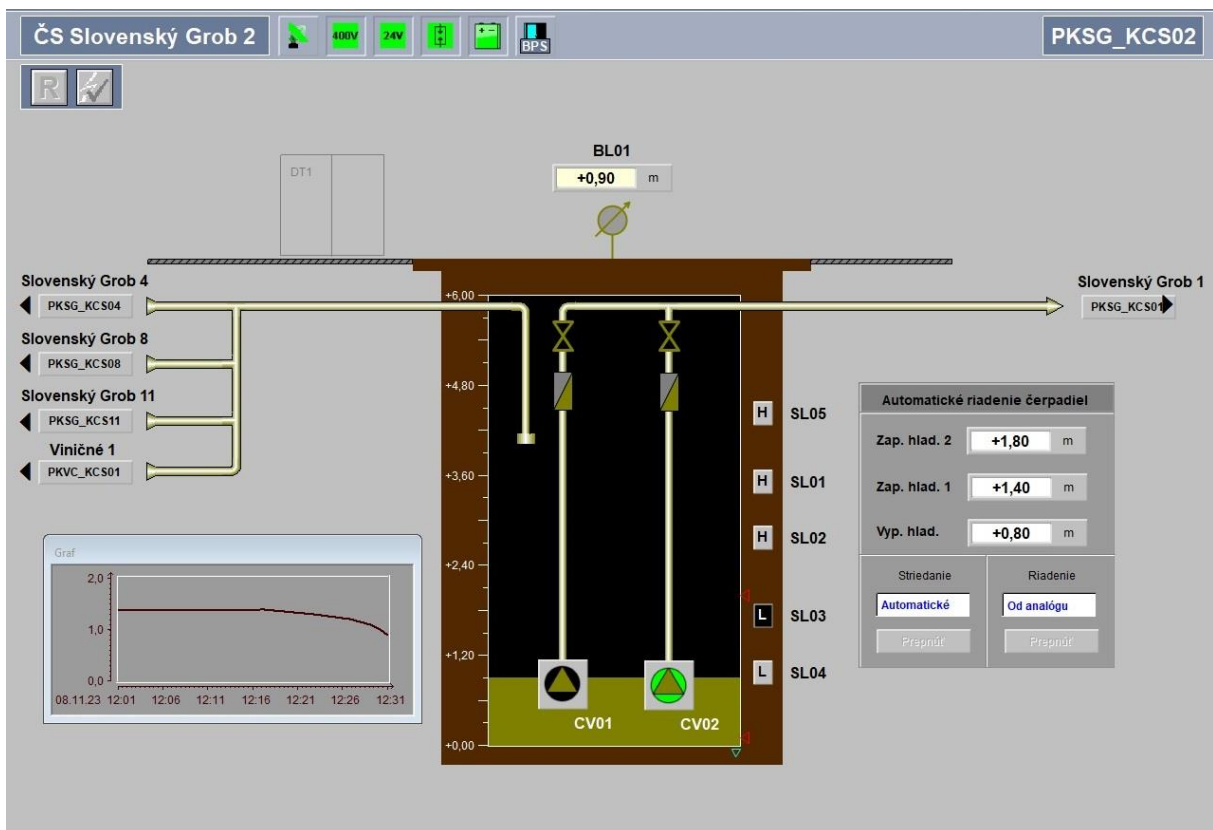 ČS Slovenský Grob 2
400V
24V
+ -
BPS
PKSG_KCS02
R
DT1
BL01
+0,90 m
Slovenský Grob 4
PKSG_KCS04
Slovenský Grob 8
PKSG_KCS08
Slovenský Grob 11
PKSG_KCS11
Viničné 1
PKVC_KCS01
Slovenský Grob 1
PKSG_KCS01
+6,00
+4,80
+3,60
+2,40
+1,20
+0,00
H SL05
H SL01
H SL02
L SL03
L SL04
CV01
CV02
Automatické riadenie čerpadiel
Zap. hlad. 2 +1,80 m
Zap. hlad. 1 +1,40 m
Vyp. hlad. +0,80 m
Striedanie
Automatické
Prepnúť
Riadenie
Od analógu
Prepnúť
Graf
2,0
1,0
0,0
08.11.23 12:01 12:06 12:11 12:16 12:21 12:26 12:31